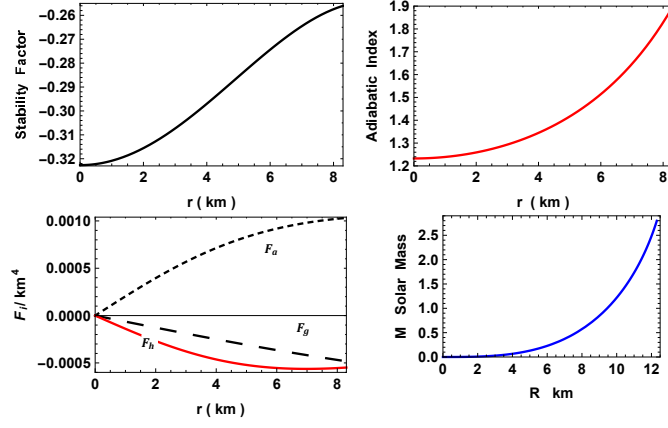 -0.26
-0.27
-0.28
-0.29
-0.30
-0.31
-0.32
Stability Factor
0 2 4 6 8
r ( km )
1.9
1.8
1.7
1.6
1.5
1.4
1.3
1.2
Adiabatic Index
0 2 4 6 8
r ( km )
0.0010
0.0005
0.0000
-0.0005
F_i / km^4
F_a
F_g
F_h
0 2 4 6 8
r ( km )
2.5
2.0
1.5
1.0
0.5
0.0
M Solar Mass
0 2 4 6 8 10 12
R km